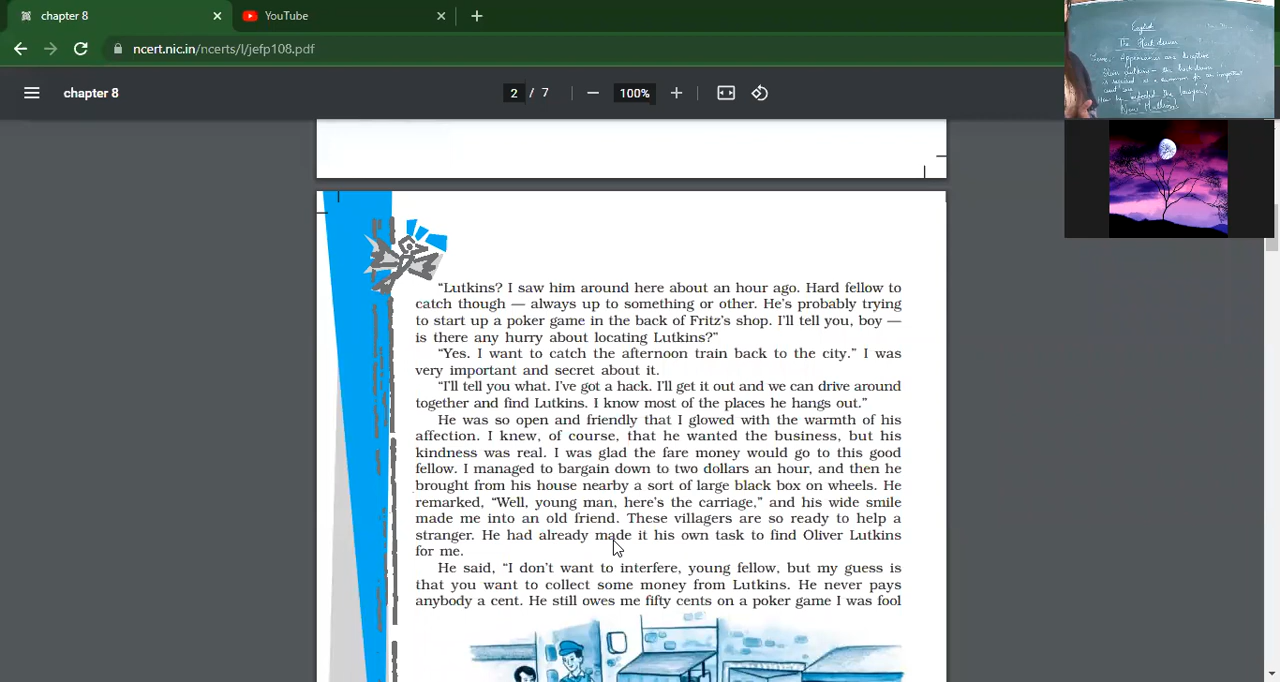 chapter 8
YouTube
ncert.nic.in/ncerts/l/jefp108.pdf
chapter 8
2 / 7
100%
English
The Hack driver
Appearances are deceptive
“Lutkins? I saw him around here about an hour ago. Hard fellow to
catch though — always up to something or other. He's probably trying
to start up a poker game in the back of Fritz's shop. I'll tell you, boy —
is there any hurry about locating Lutkins?”
“Yes. I want to catch the afternoon train back to the city.” I was
very important and secret about it.
“I'll tell you what. I've got a hack. I'll get it out and we can drive around
together and find Lutkins. I know most of the places he hangs out.”
He was so open and friendly that I glowed with the warmth of his
affection. I knew, of course, that he wanted the business, but his
kindness was real. I was glad the fare money would go to this good
fellow. I managed to bargain down to two dollars an hour, and then he
brought from his house nearby a sort of large black box on wheels. He
remarked, “Well, young man, here's the carriage,” and his wide smile
made me into an old friend. These villagers are so ready to help a
stranger. He had already made it his own task to find Oliver Lutkins
for me.
He said, “I don't want to interfere, young fellow, but my guess is
that you want to collect some money from Lutkins. He never pays
anybody a cent. He still owes me fifty cents on a poker game I was fool